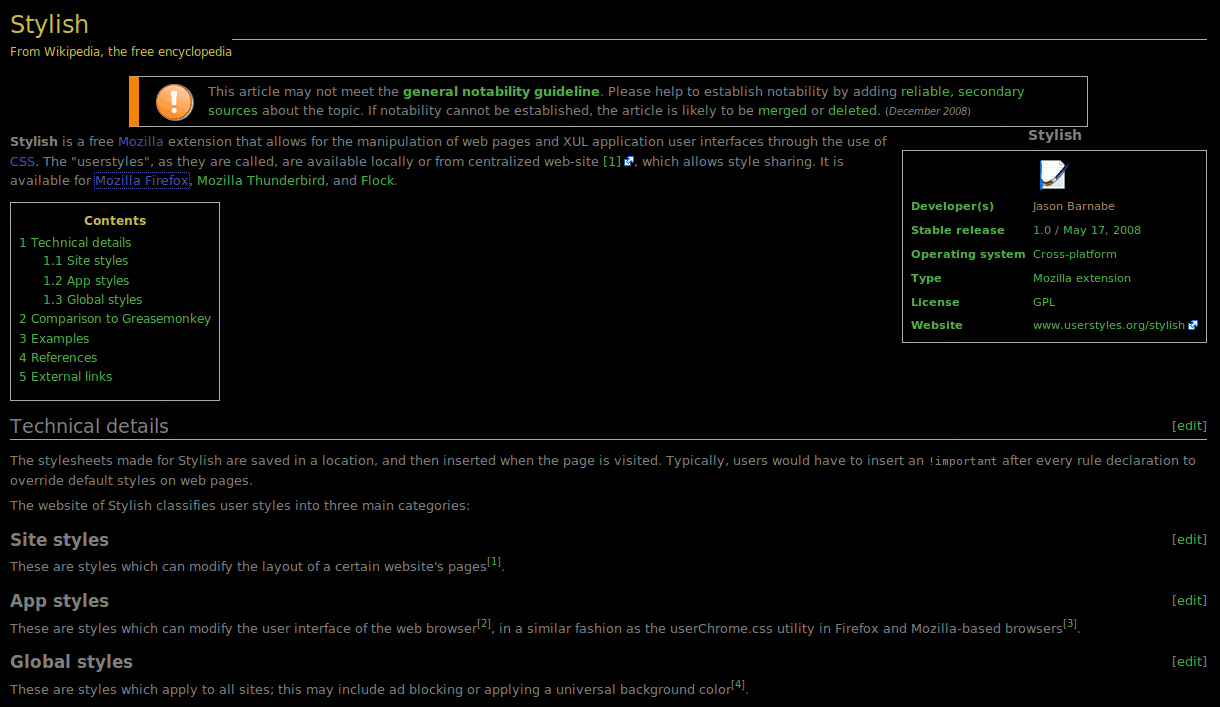 Stylish
From Wikipedia, the free encyclopedia
This article may not meet the general notability guideline. Please help to establish notability by adding reliable, secondary
sources about the topic. If notability cannot be established, the article is likely to be merged or deleted. (December 2008)
Stylish is a free Mozilla extension that allows for the manipulation of web pages and XUL application user interfaces through the use of
CSS. The "userstyles", as they are called, are available locally or from centralized web-site [1], which allows style sharing. It is
available for Mozilla Firefox, Mozilla Thunderbird, and Flock.
Stylish
Developer(s) Jason Barnabe
Stable release 1.0 / May 17, 2008
Operating system Cross-platform
Type Mozilla extension
License GPL
Website www.userstyles.org/stylish
Contents
1 Technical details
1.1 Site styles
1.2 App styles
1.3 Global styles
2 Comparison to Greasemonkey
3 Examples
4 References
5 External links
Technical details [edit]
The stylesheets made for Stylish are saved in a location, and then inserted when the page is visited. Typically, users would have to insert an !important after every rule declaration to
override default styles on web pages.
The website of Stylish classifies user styles into three main categories:
Site styles [edit]
These are styles which can modify the layout of a certain website's pages[1].
App styles [edit]
These are styles which can modify the user interface of the web browser[2], in a similar fashion as the userChrome.css utility in Firefox and Mozilla-based browsers[3].
Global styles [edit]
These are styles which apply to all sites; this may include ad blocking or applying a universal background color[4].